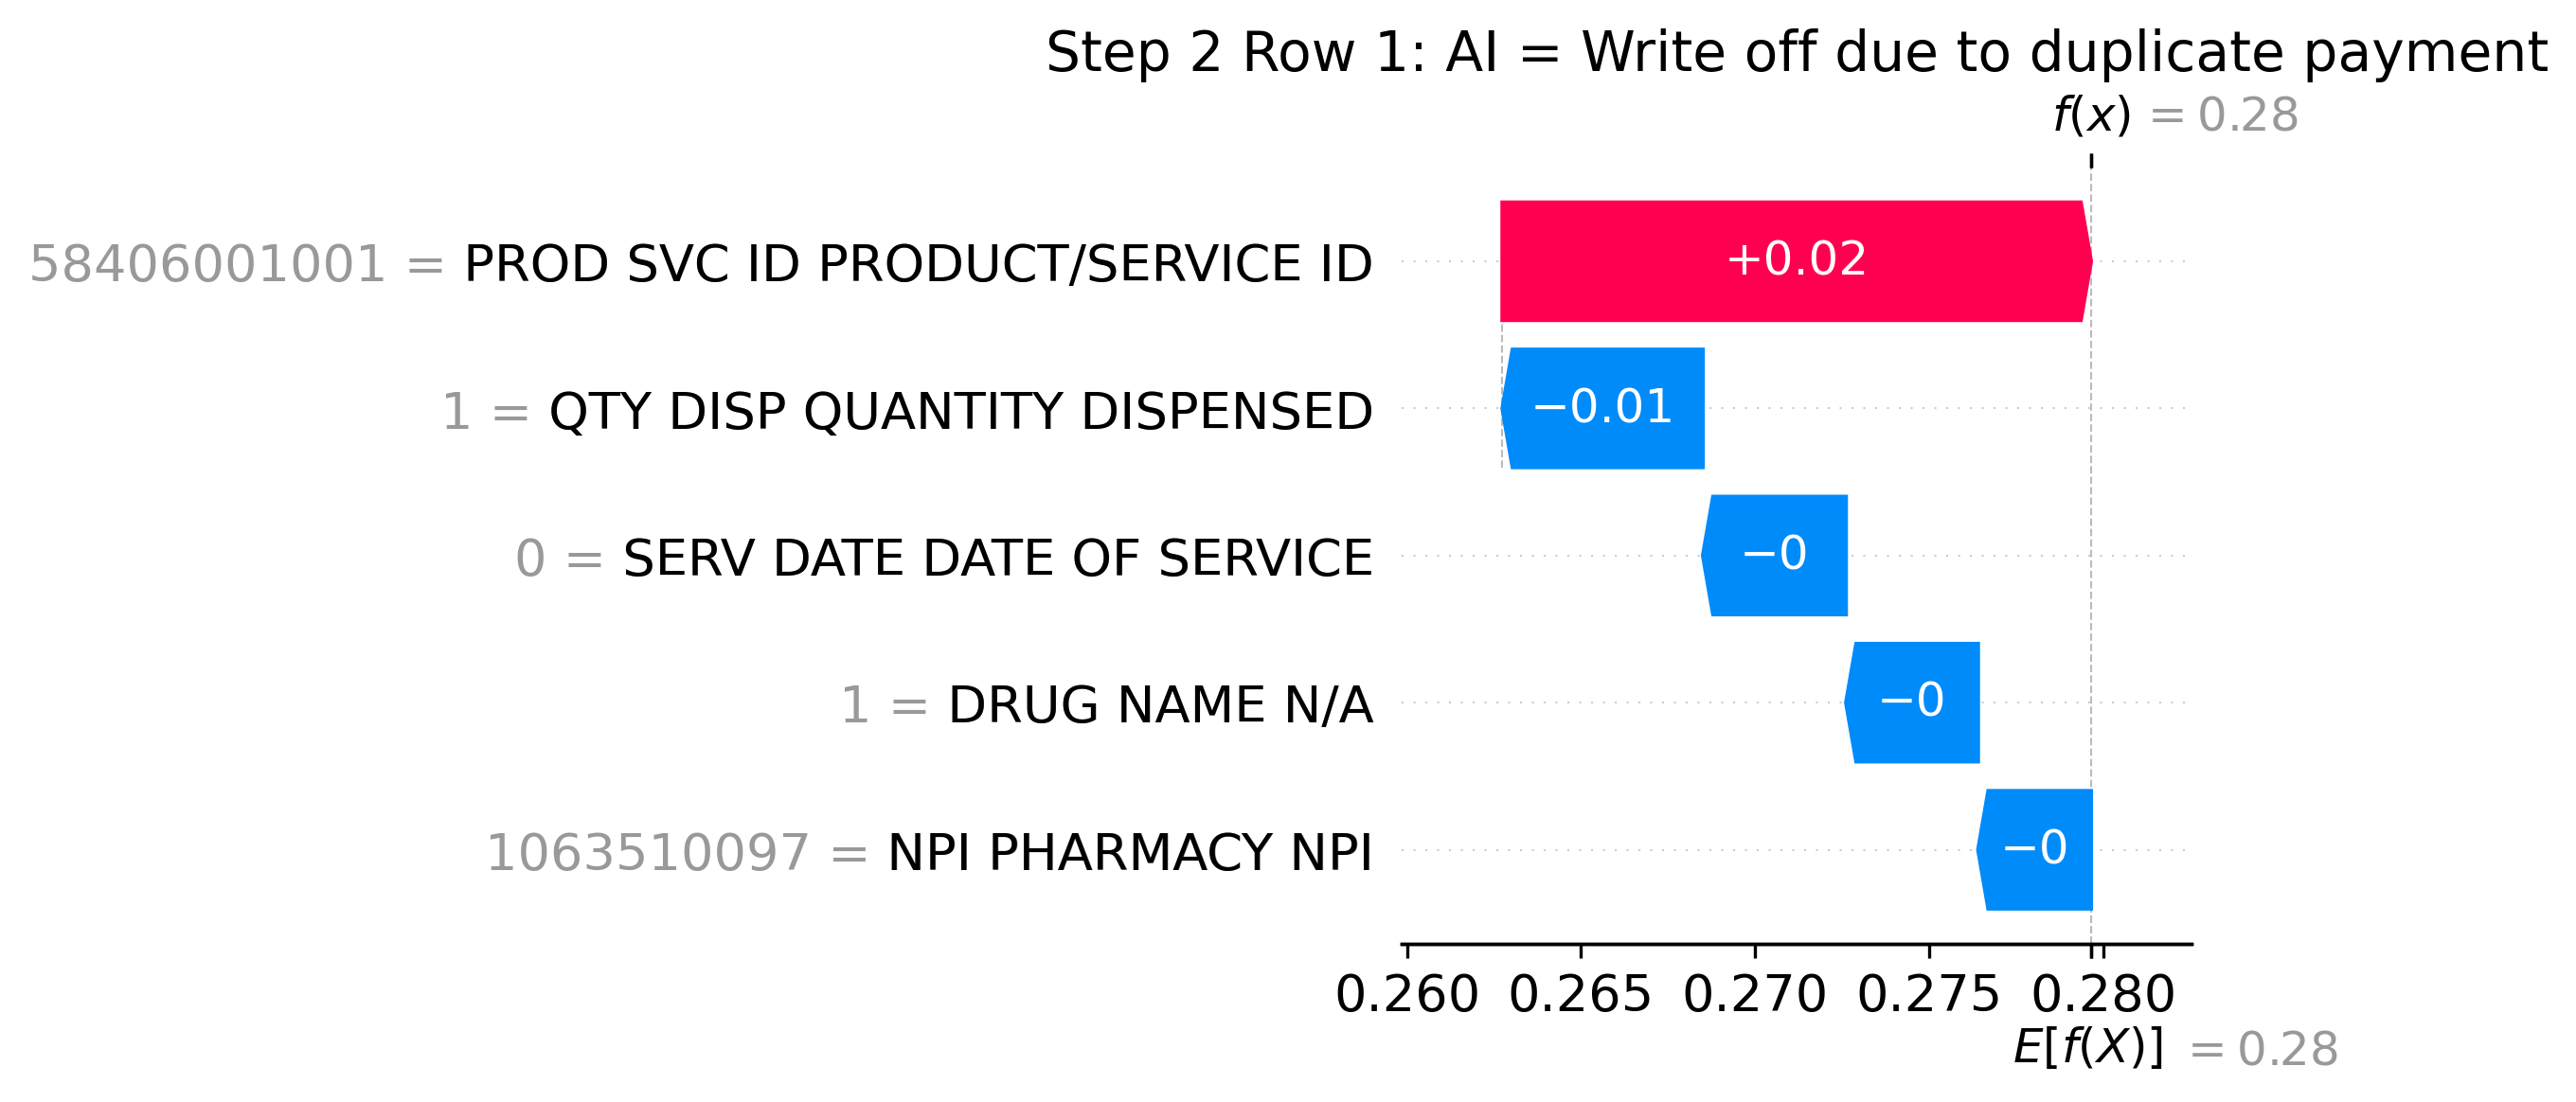 Step 2 Row 1: AI = Write off due to duplicate payment
f(x) = 0.28
58406001001 = PROD SVC ID PRODUCT/SERVICE ID
+0.02
1 = QTY DISP QUANTITY DISPENSED
−0.01
0 = SERV DATE DATE OF SERVICE
−0
1 = DRUG NAME N/A
−0
1063510097 = NPI PHARMACY NPI
−0
0.260 0.265 0.270 0.275 0.280
E[f(X)] = 0.28